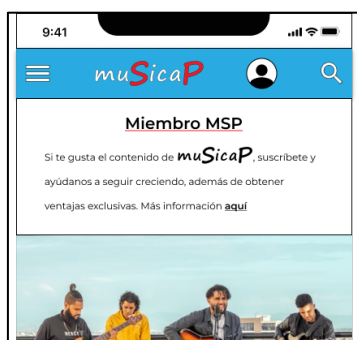 9:41
muSicaP
Miembro MSP
Si te gusta el contenido de muSicaP, suscríbete y
ayúdanos a seguir creciendo, además de obtener
ventajas exclusivas. Más información aquí